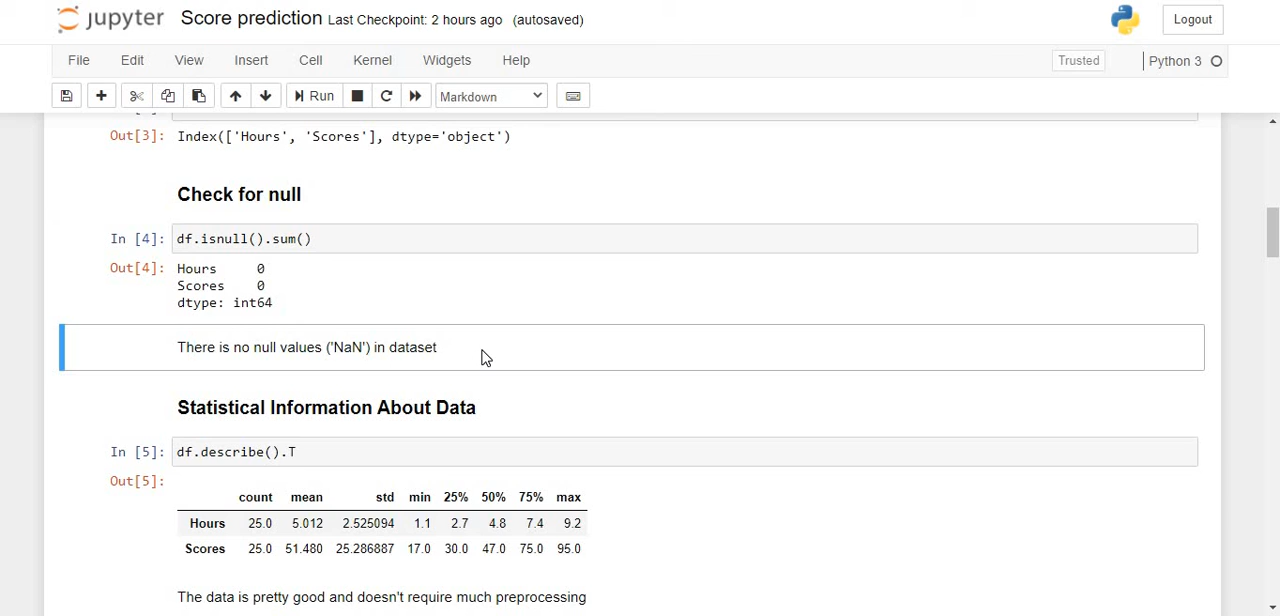 jupyter Score prediction Last Checkpoint: 2 hours ago (autosaved) Logout
File Edit View Insert Cell Kernel Widgets Help Trusted Python 3
Run Markdown
Out[3]: Index(['Hours', 'Scores'], dtype='object')
Check for null
In [4]: df.isnull().sum()
Out[4]: Hours 0
Scores 0
dtype: int64
There is no null values ('NaN') in dataset
Statistical Information About Data
In [5]: df.describe().T
Out[5]:
count mean std min 25% 50% 75% max
Hours 25.0 5.012 2.525094 1.1 2.7 4.8 7.4 9.2
Scores 25.0 51.480 25.286887 17.0 30.0 47.0 75.0 95.0
The data is pretty good and doesn't require much preprocessing